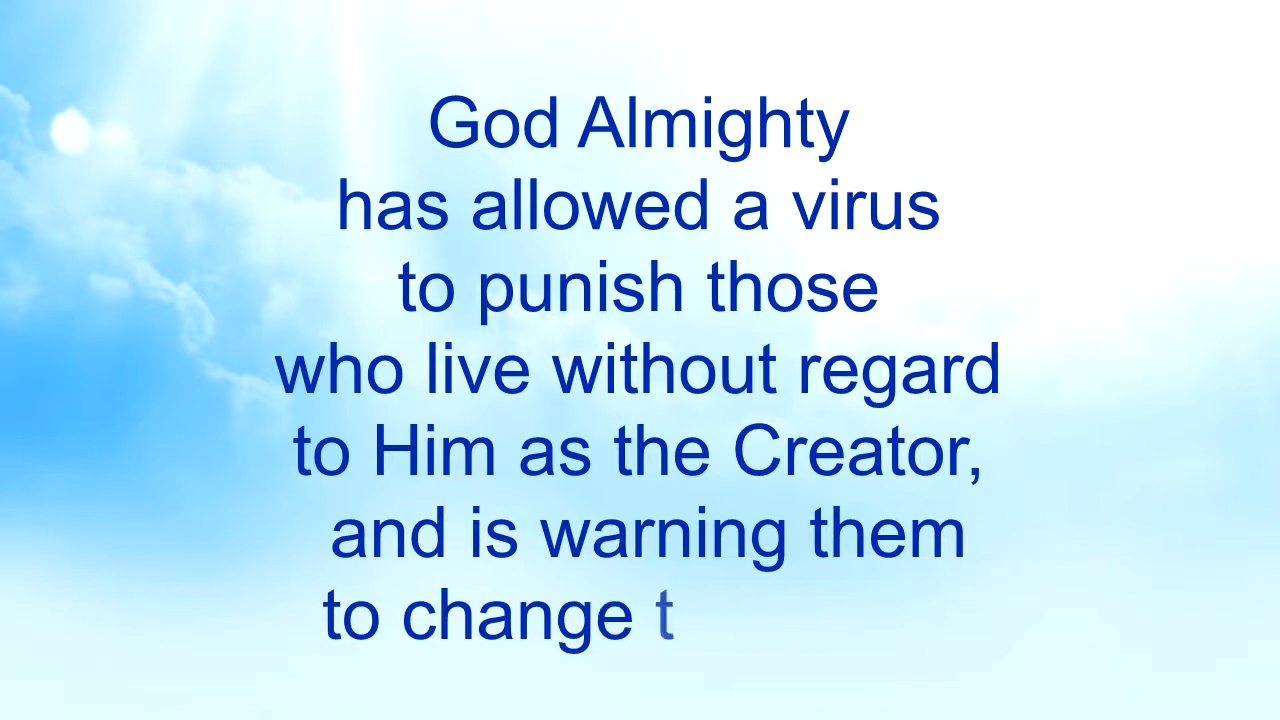 God Almighty
has allowed a virus
to punish those
who live without regard
to Him as the Creator,
and is warning them
to change t